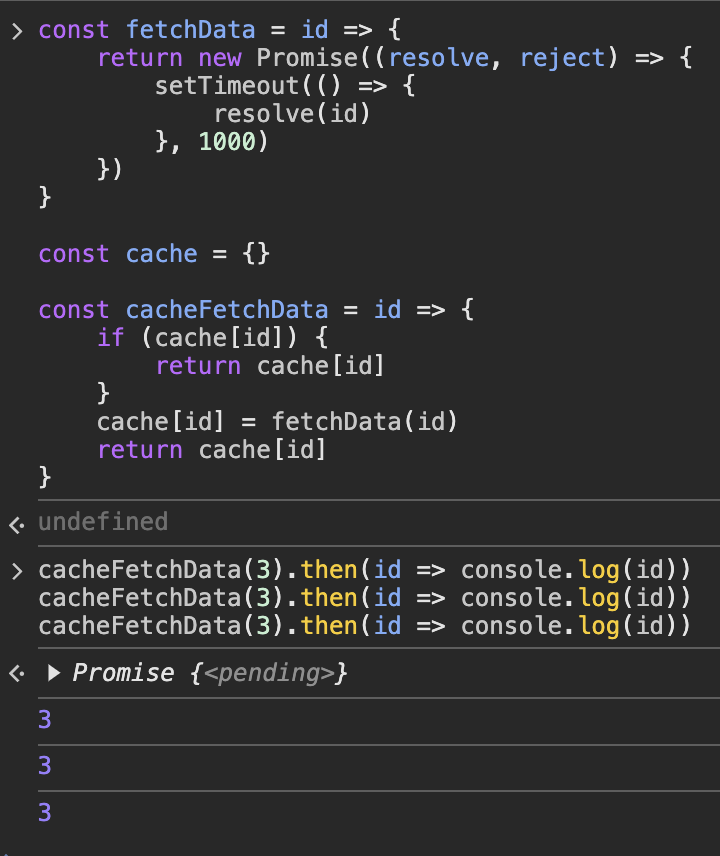 > const fetchData = id => {
    return new Promise((resolve, reject) => {
        setTimeout(() => {
            resolve(id)
        }, 1000)
    })
}

const cache = {}

const cacheFetchData = id => {
    if (cache[id]) {
        return cache[id]
    }
    cache[id] = fetchData(id)
    return cache[id]
}
undefined
> cacheFetchData(3).then(id => console.log(id))
cacheFetchData(3).then(id => console.log(id))
cacheFetchData(3).then(id => console.log(id))
Promise {<pending>}
3
3
3